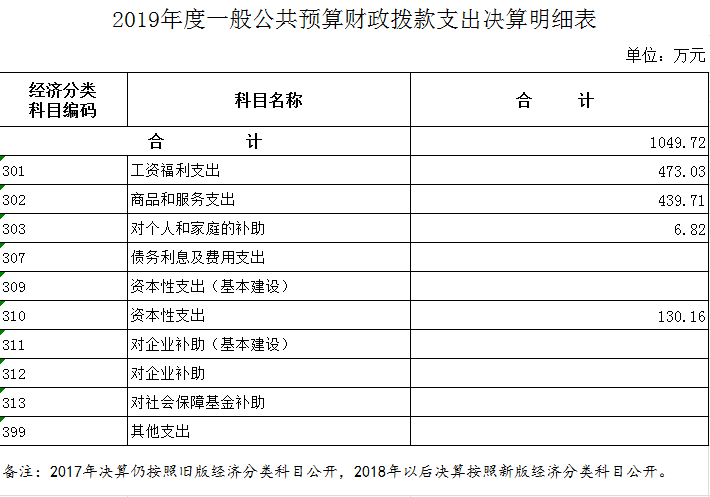 2019年度一般公共预算财政拨款支出决算明细表
单位：万元
经济分类科目编码 科目名称 合 计
合 计 1049.72
301 工资福利支出 473.03
302 商品和服务支出 439.71
303 对个人和家庭的补助 6.82
307 债务利息及费用支出
309 资本性支出（基本建设）
310 资本性支出 130.16
311 对企业补助（基本建设）
312 对企业补助
313 对社会保障基金补助
399 其他支出
备注：2017年决算仍按照旧版经济分类科目公开，2018年以后决算按照新版经济分类科目公开。